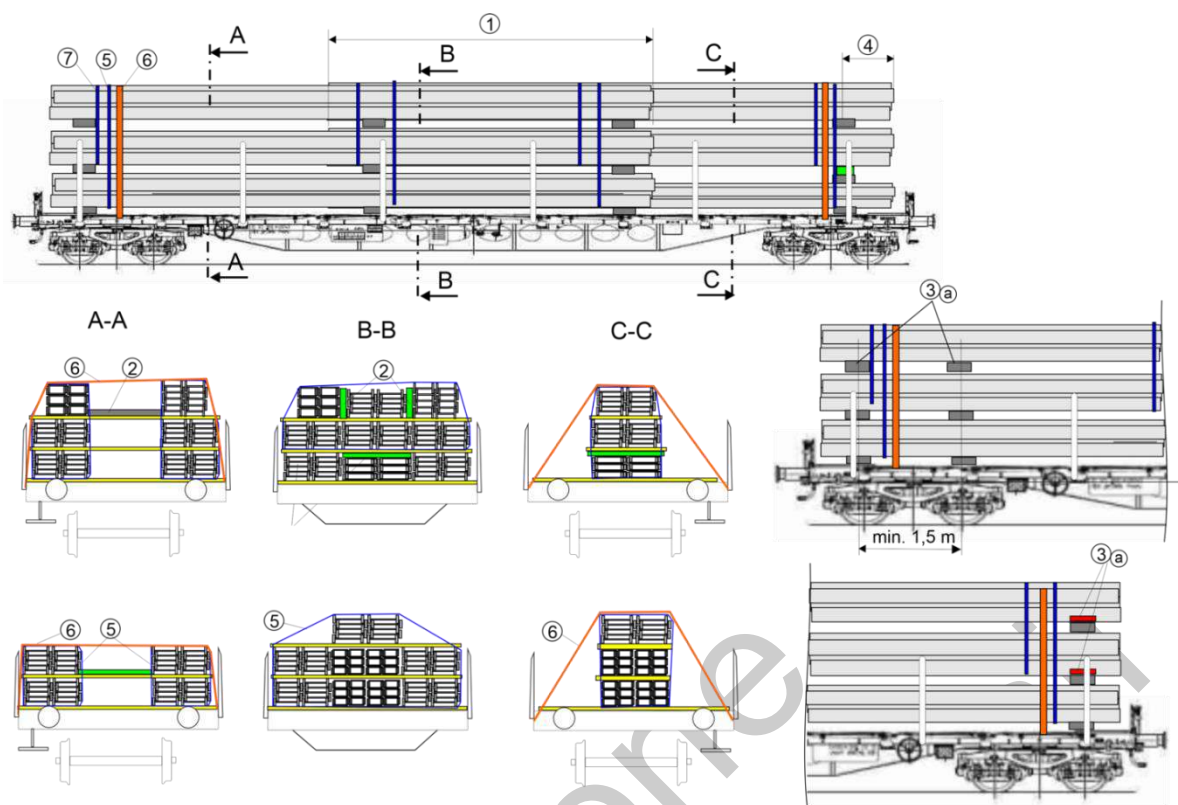 ①
A
B
C
④
⑦ ⑤ ⑥
A
B
C
A-A
B-B
C-C
③ ⓐ
⑥ ②
②
min. 1,5 m
③ ⓐ
⑥ ⑤
⑤
⑥